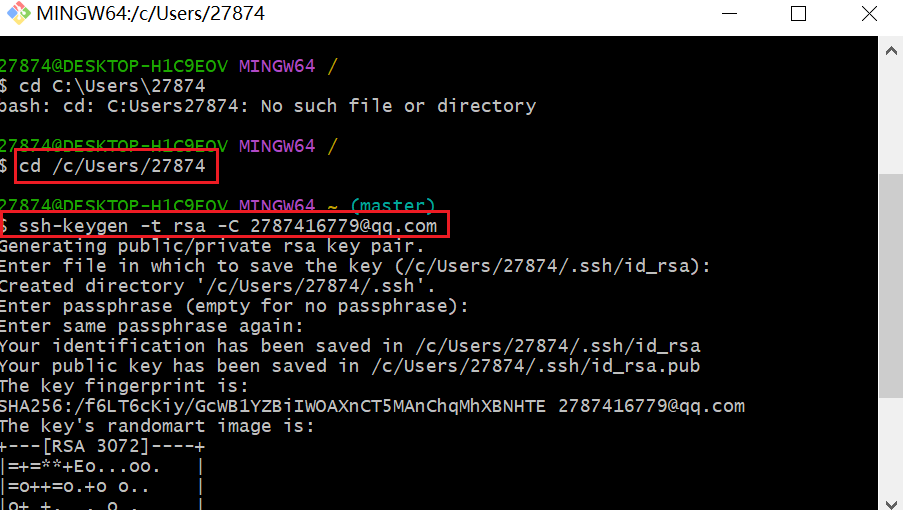 MINGW64:/c/Users/27874
27874@DESKTOP-H1C9EOV MINGW64 /
$ cd C:\Users\27874
bash: cd: C:Users27874: No such file or directory
27874@DESKTOP-H1C9EOV MINGW64 /
$ cd /c/Users/27874
27874@DESKTOP-H1C9EOV MINGW64 ~ (master)
$ ssh-keygen -t rsa -C 2787416779@qq.com
Generating public/private rsa key pair.
Enter file in which to save the key (/c/Users/27874/.ssh/id_rsa):
Created directory '/c/Users/27874/.ssh'.
Enter passphrase (empty for no passphrase):
Enter same passphrase again:
Your identification has been saved in /c/Users/27874/.ssh/id_rsa
Your public key has been saved in /c/Users/27874/.ssh/id_rsa.pub
The key fingerprint is:
SHA256:/f6LT6cKiy/GcWB1YZBiIWOAXnCT5MAnChqMhXBNHTE 2787416779@qq.com
The key's randomart image is:
+---[RSA 3072]----+
|=+=**+Eo...oo.   |
|=o++=o.+o o..    |